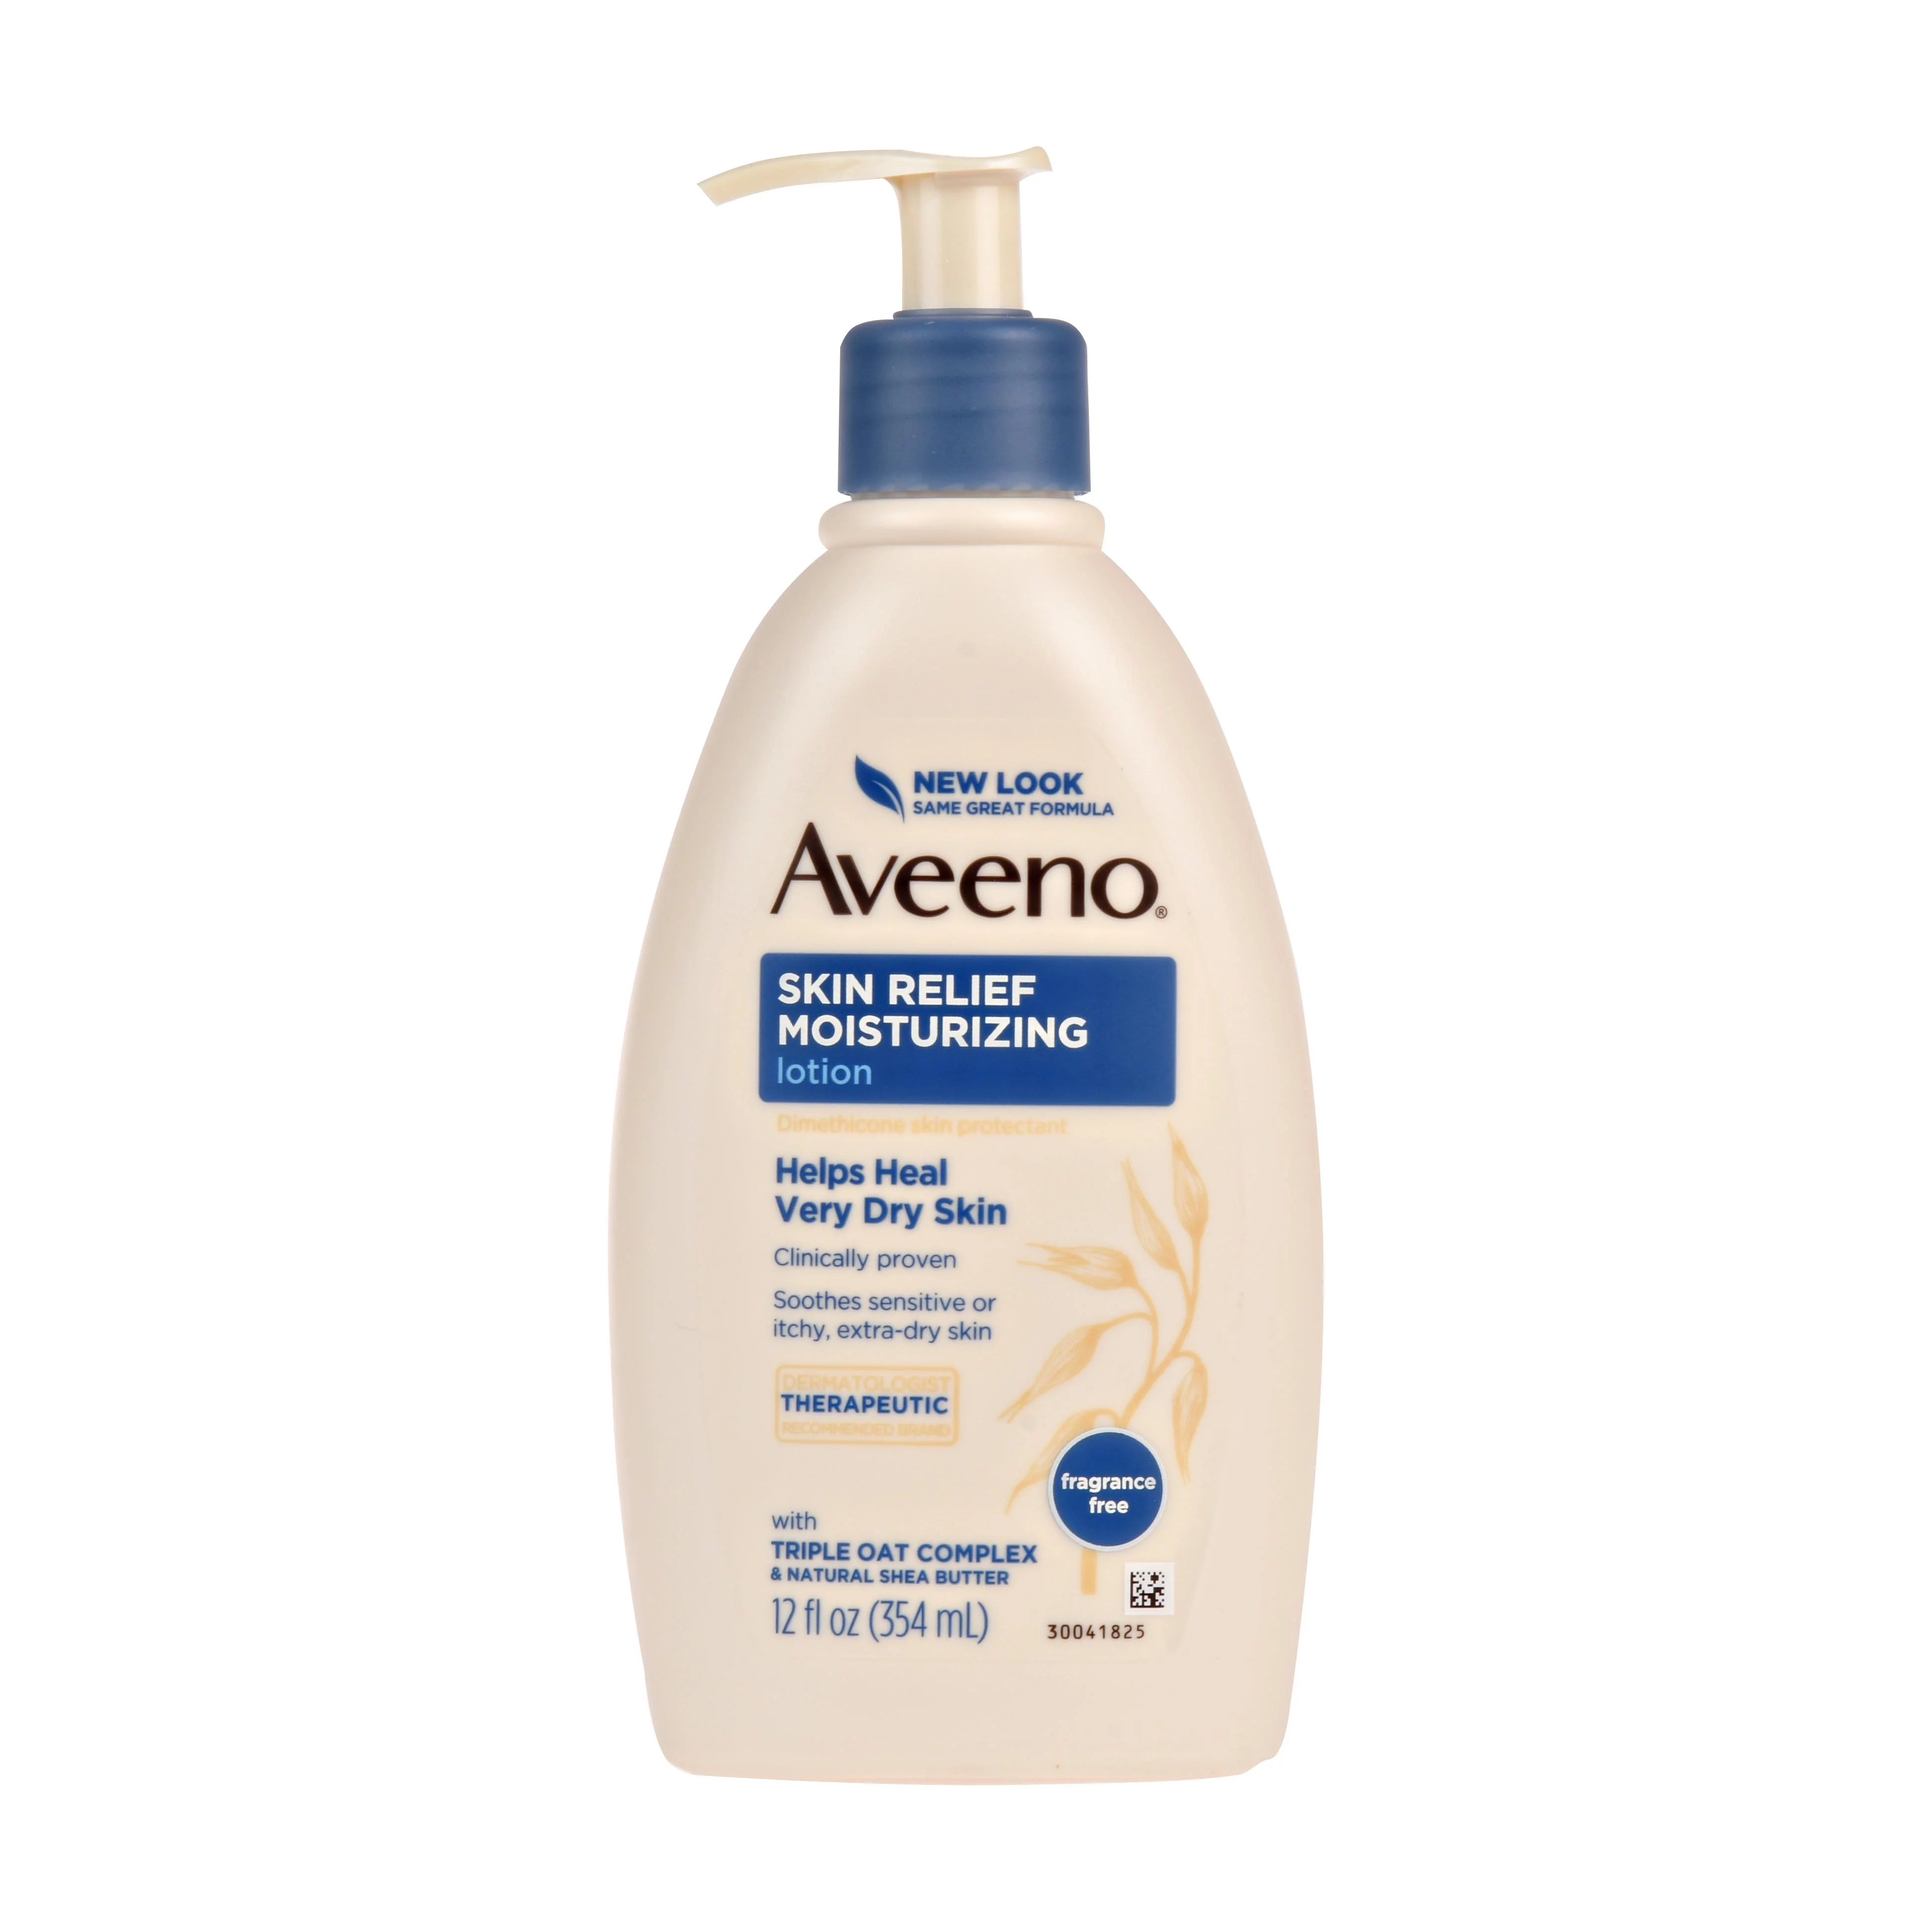 NEW LOOK
SAME GREAT FORMULA
Aveeno®
SKIN RELIEF
MOISTURIZING
lotion
Dimethicone skin protectant
Helps Heal
Very Dry Skin
Clinically proven
Soothes sensitive or
itchy, extra-dry skin
DERMATOLOGIST
THERAPEUTIC
RECOMMENDED BRAND
fragrance
free
with
TRIPLE OAT COMPLEX
& NATURAL SHEA BUTTER
12 fl oz (354 mL)
30041825